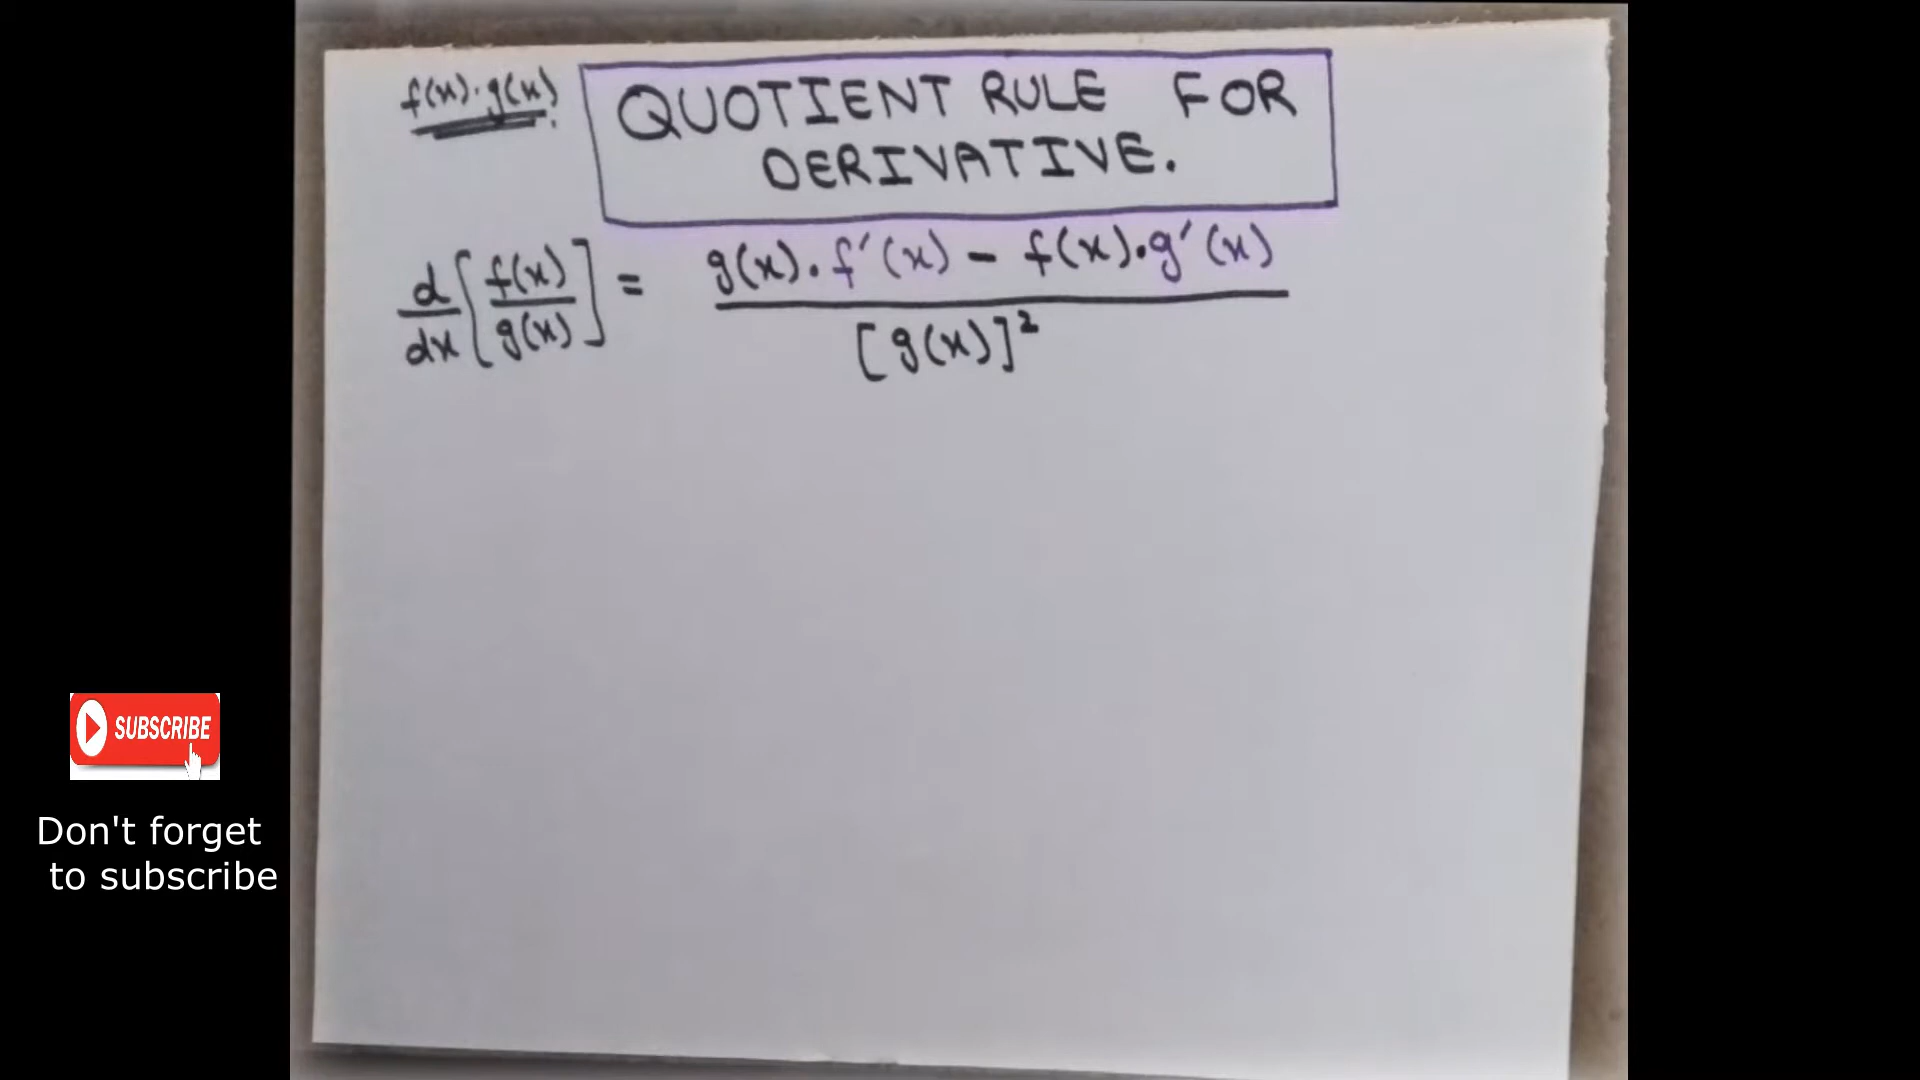 f(x)·g(x)
QUOTIENT RULE FOR
DERIVATIVE.
d/dx [f(x)/g(x)] = g(x)·f'(x) - f(x)·g'(x) / [g(x)]²
SUBSCRIBE
Don't forget
to subscribe